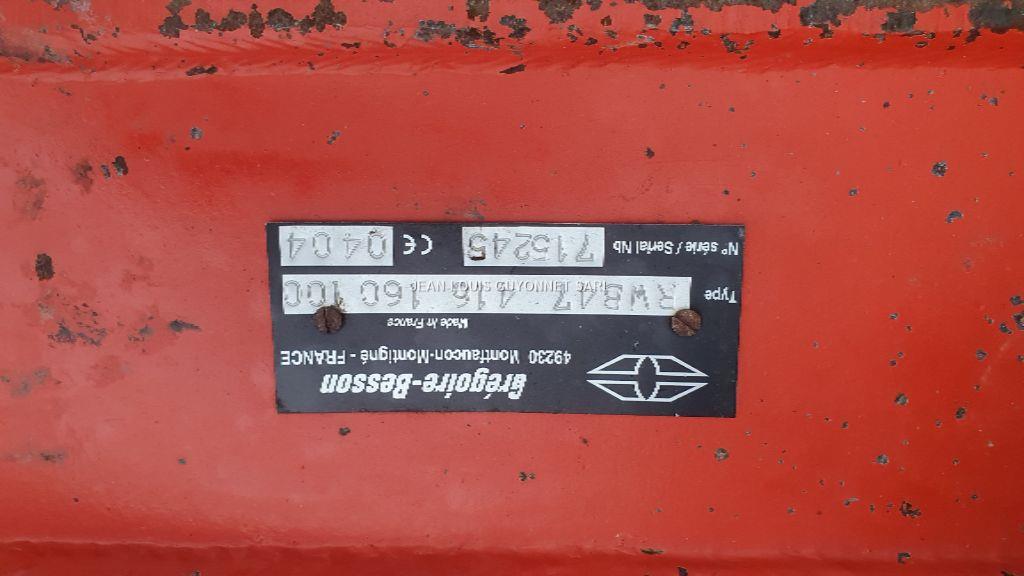 Grégoire-Besson
49230 Montfaucon-Montigné - FRANCE
Made in France
Type RWB47 416 160 100
JEAN LOUIS GUYONNET SARL
N° série / Serial Nb 715245 CE 0404